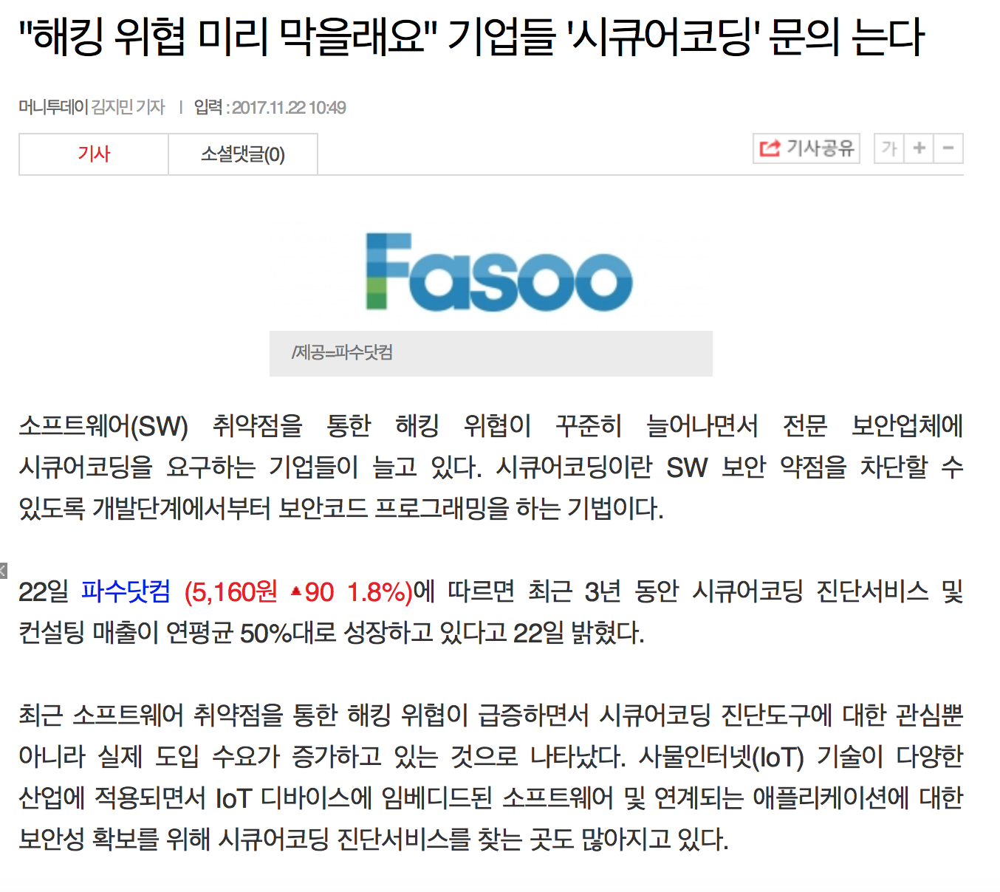 "해킹 위협 미리 막을래요" 기업들 '시큐어코딩' 문의 는다
머니투데이 김지민 기자 | 입력 : 2017.11.22 10:49
기사 소셜댓글(0) 기사공유 가 + −
Fasoo
/제공=파수닷컴
소프트웨어(SW) 취약점을 통한 해킹 위협이 꾸준히 늘어나면서 전문 보안업체에
시큐어코딩을 요구하는 기업들이 늘고 있다. 시큐어코딩이란 SW 보안 약점을 차단할 수
있도록 개발단계에서부터 보안코드 프로그래밍을 하는 기법이다.
22일 파수닷컴 (5,160원 ▲90 1.8%)에 따르면 최근 3년 동안 시큐어코딩 진단서비스 및
컨설팅 매출이 연평균 50%대로 성장하고 있다고 22일 밝혔다.
최근 소프트웨어 취약점을 통한 해킹 위협이 급증하면서 시큐어코딩 진단도구에 대한 관심뿐
아니라 실제 도입 수요가 증가하고 있는 것으로 나타났다. 사물인터넷(IoT) 기술이 다양한
산업에 적용되면서 IoT 디바이스에 임베디드된 소프트웨어 및 연계되는 애플리케이션에 대한
보안성 확보를 위해 시큐어코딩 진단서비스를 찾는 곳도 많아지고 있다.